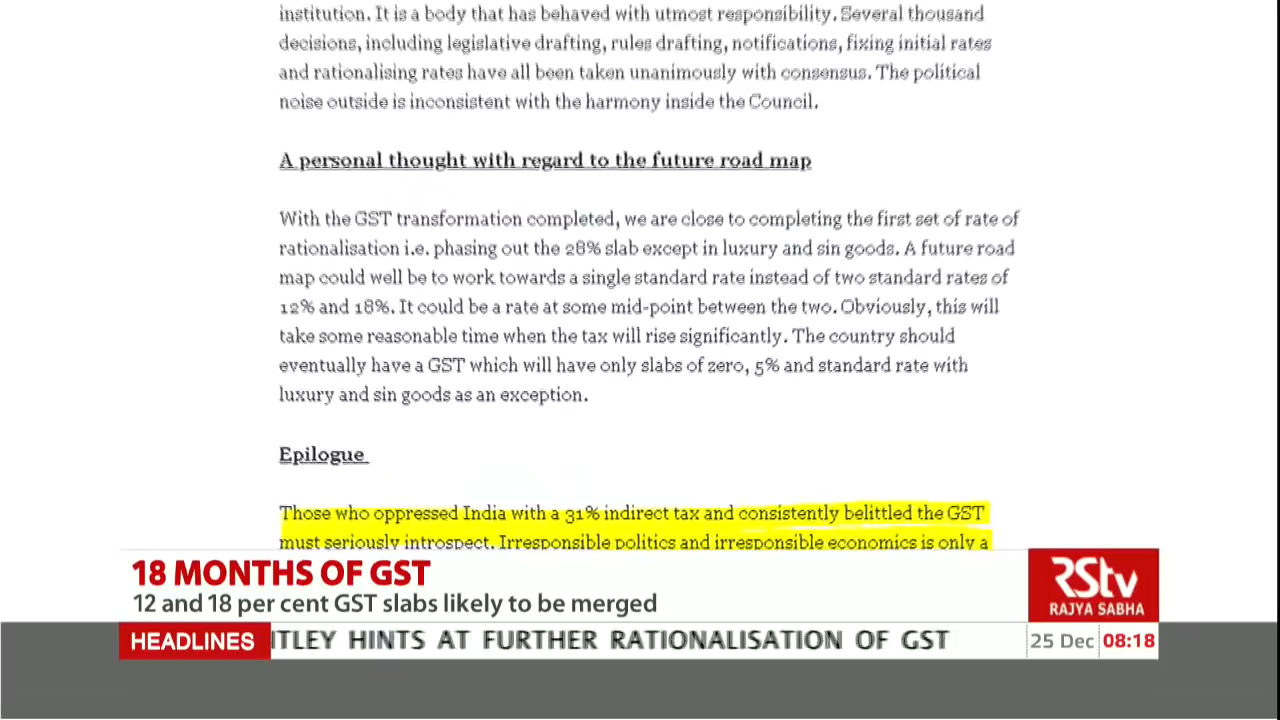 institution. It is a body that has behaved with utmost responsibility. Several thousand
decisions, including legislative drafting, rules drafting, notifications, fixing initial rates
and rationalising rates have all been taken unanimously with consensus. The political
noise outside is inconsistent with the harmony inside the Council.
A personal thought with regard to the future road map
With the GST transformation completed, we are close to completing the first set of rate of
rationalisation i.e. phasing out the 28% slab except in luxury and sin goods. A future road
map could well be to work towards a single standard rate instead of two standard rates of
12% and 18%. It could be a rate at some mid-point between the two. Obviously, this will
take some reasonable time when the tax will rise significantly. The country should
eventually have a GST which will have only slabs of zero, 5% and standard rate with
luxury and sin goods as an exception.
Epilogue
Those who oppressed India with a 31% indirect tax and consistently belittled the GST
must seriously introspect. Irresponsible politics and irresponsible economics is only a
18 MONTHS OF GST
12 and 18 per cent GST slabs likely to be merged
RStv
RAJYA SABHA
HEADLINES
ITLEY HINTS AT FURTHER RATIONALISATION OF GST
25 Dec 08:18